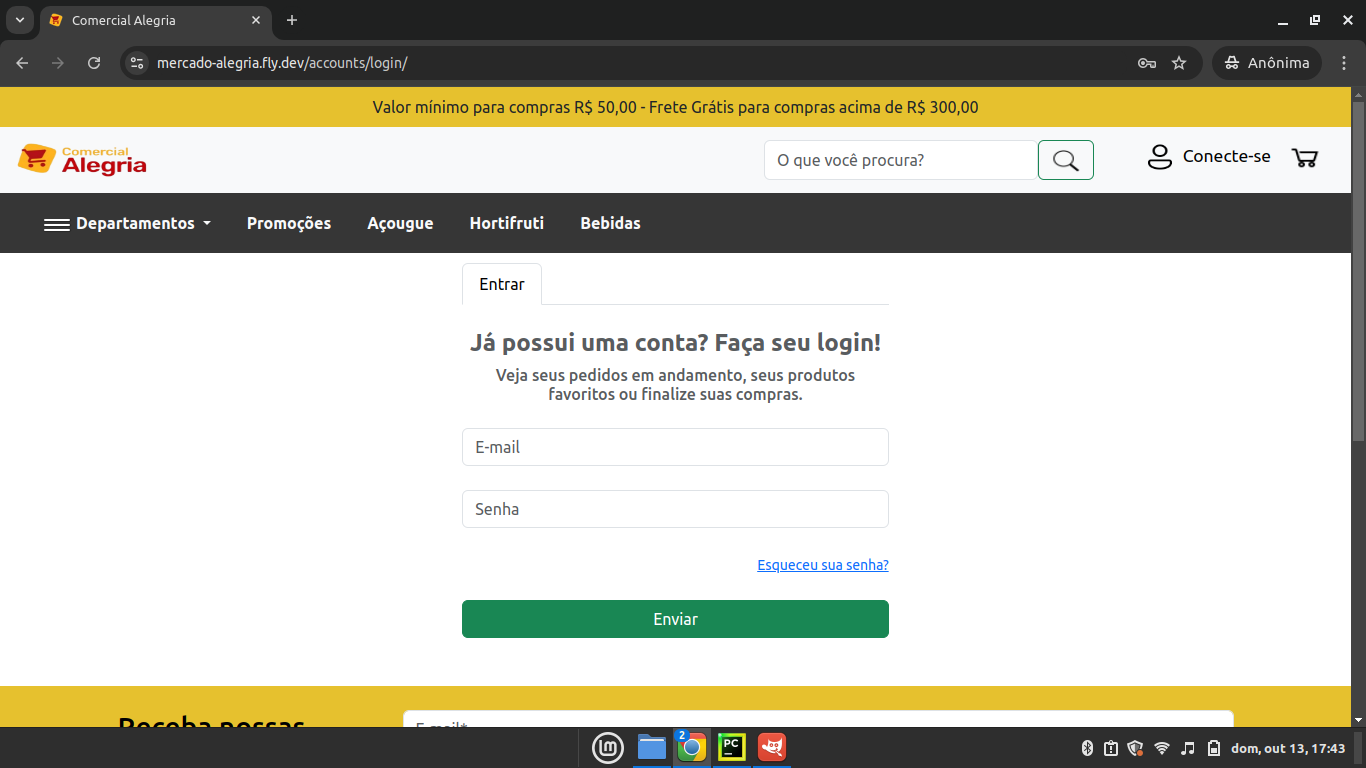 Comercial Alegria
mercado-alegria.fly.dev/accounts/login/
Anônima
Valor mínimo para compras R$ 50,00 - Frete Grátis para compras acima de R$ 300,00
Comercial
Alegria
O que você procura?
Conecte-se
Departamentos
Promoções
Açougue
Hortifruti
Bebidas
Entrar
Já possui uma conta? Faça seu login!
Veja seus pedidos em andamento, seus produtos
favoritos ou finalize suas compras.
E-mail
Senha
Esqueceu sua senha?
Enviar
Receba nossas
E-mail*
2
PC
dom, out 13, 17:43